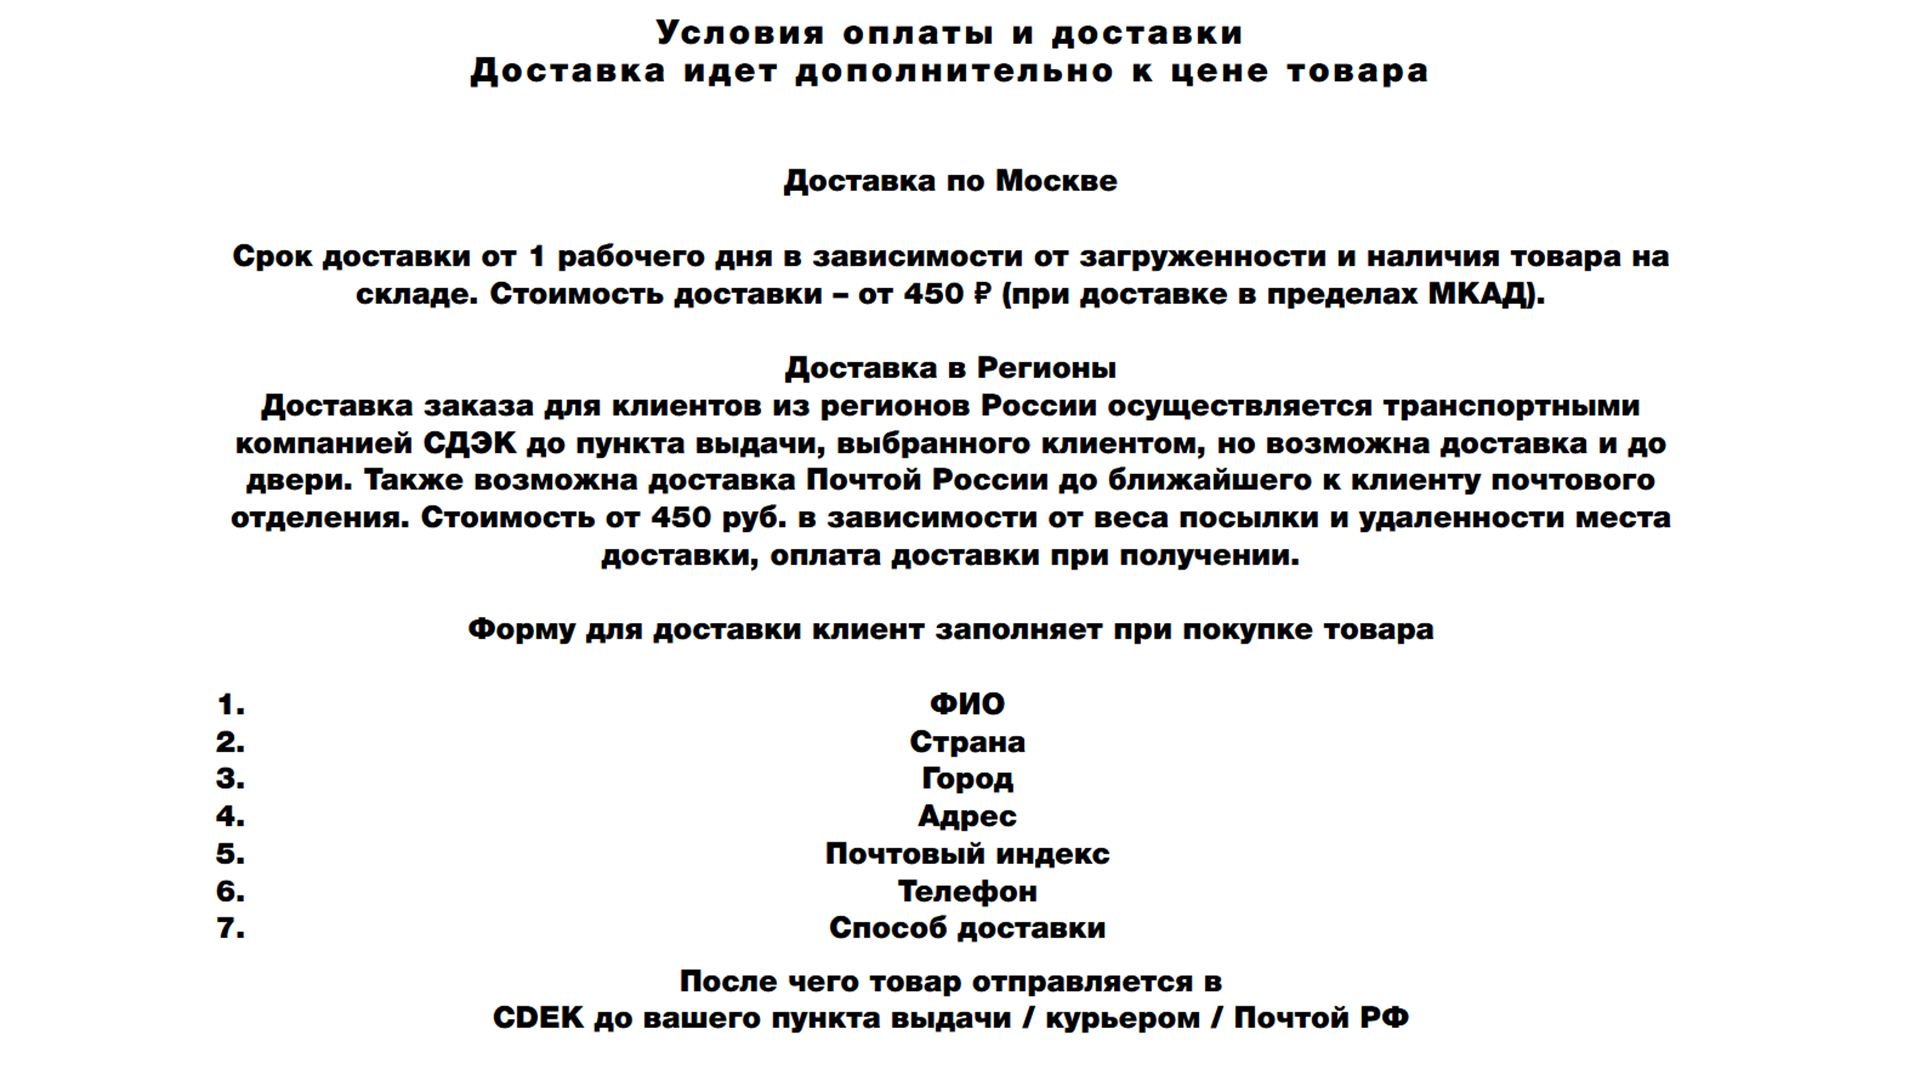 Условия оплаты и доставки
Доставка идет дополнительно к цене товара
Доставка по Москве
Срок доставки от 1 рабочего дня в зависимости от загруженности и наличия товара на
складе. Стоимость доставки – от 450 ₽ (при доставке в пределах МКАД).
Доставка в Регионы
Доставка заказа для клиентов из регионов России осуществляется транспортными
компанией СДЭК до пункта выдачи, выбранного клиентом, но возможна доставка и до
двери. Также возможна доставка Почтой России до ближайшего к клиенту почтового
отделения. Стоимость от 450 руб. в зависимости от веса посылки и удаленности места
доставки, оплата доставки при получении.
Форму для доставки клиент заполняет при покупке товара
1. ФИО
2. Страна
3. Город
4. Адрес
5. Почтовый индекс
6. Телефон
7. Способ доставки
После чего товар отправляется в
CDEK до вашего пункта выдачи / курьером / Почтой РФ